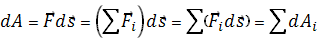 dA = F⃗ds⃗ = (∑F⃗ᵢ)ds⃗ = ∑(F⃗ᵢds⃗) = ∑dAᵢ